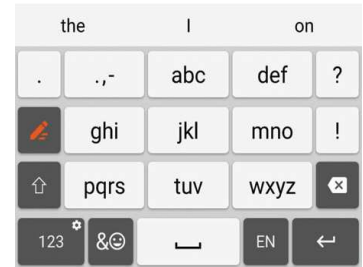 the I on
. .,- abc def ?
ghi jkl mno !
pqrs tuv wxyz
123 & EN